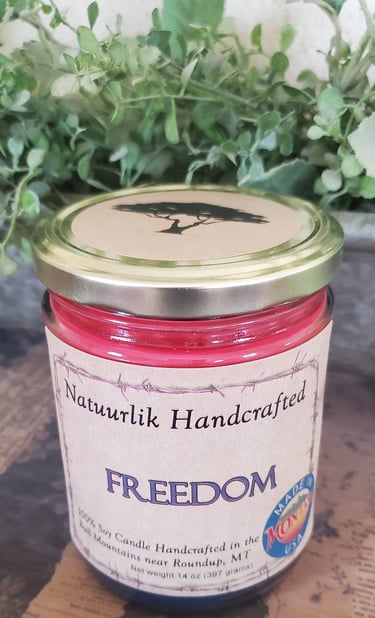 Natuurlik Handcrafted
FREEDOM
100% Soy Candle Handcrafted in the
Bull Mountains near Roundup, MT
Net weight 14 oz (397 grams)
MADE IN
MONTANA
USA